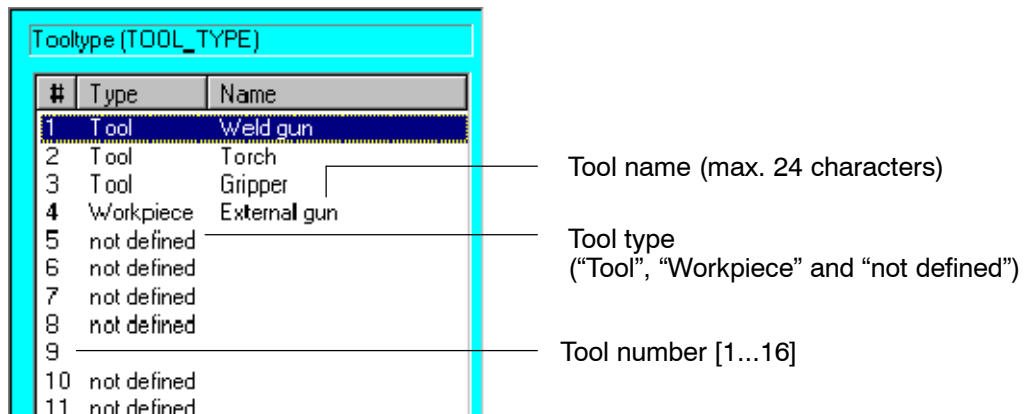 Tooltype (TOOL_TYPE)
# Type Name
1 Tool Weld gun
2 Tool Torch
3 Tool Gripper
4 Workpiece External gun
5 not defined
6 not defined
7 not defined
8 not defined
9
10 not defined
11 not defined
Tool name (max. 24 characters)
Tool type
(“Tool”, “Workpiece” and “not defined”)
Tool number [1...16]